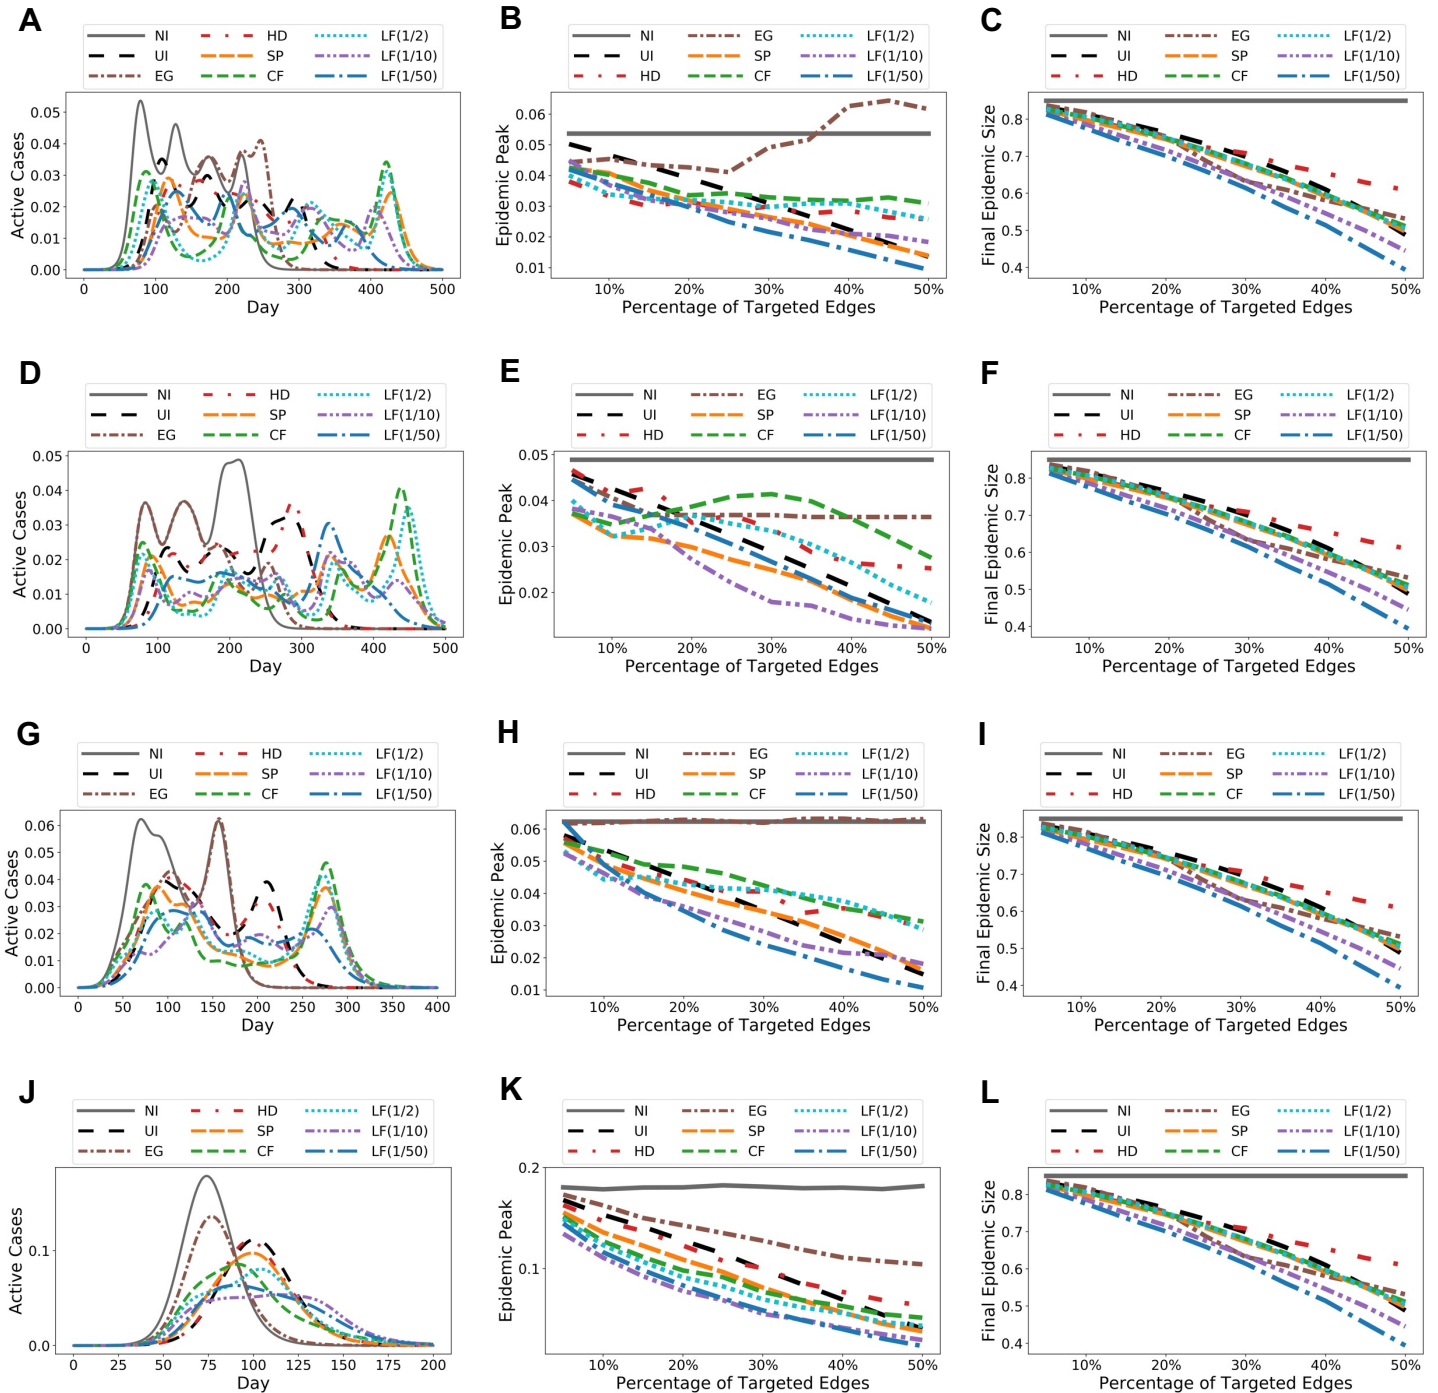 A
NI HD LF(1/2)
UI SP LF(1/10)
EG CF LF(1/50)
Active Cases
0.05
0.04
0.03
0.02
0.01
0.00
0 100 200 300 400 500
Day
B
NI EG LF(1/2)
UI SP LF(1/10)
HD CF LF(1/50)
Epidemic Peak
0.06
0.05
0.04
0.03
0.02
0.01
10% 20% 30% 40% 50%
Percentage of Targeted Edges
C
NI EG LF(1/2)
UI SP LF(1/10)
HD CF LF(1/50)
Final Epidemic Size
0.8
0.7
0.6
0.5
0.4
10% 20% 30% 40% 50%
Percentage of Targeted Edges
D
NI HD LF(1/2)
UI SP LF(1/10)
EG CF LF(1/50)
Active Cases
0.05
0.04
0.03
0.02
0.01
0.00
0 100 200 300 400 500
Day
E
NI EG LF(1/2)
UI SP LF(1/10)
HD CF LF(1/50)
Epidemic Peak
0.05
0.04
0.03
0.02
10% 20% 30% 40% 50%
Percentage of Targeted Edges
F
NI EG LF(1/2)
UI SP LF(1/10)
HD CF LF(1/50)
Final Epidemic Size
0.8
0.7
0.6
0.5
0.4
10% 20% 30% 40% 50%
Percentage of Targeted Edges
G
NI HD LF(1/2)
UI SP LF(1/10)
EG CF LF(1/50)
Active Cases
0.06
0.05
0.04
0.03
0.02
0.01
0.00
0 50 100 150 200 250 300 350 400
Day
H
NI EG LF(1/2)
UI SP LF(1/10)
HD CF LF(1/50)
Epidemic Peak
0.06
0.05
0.04
0.03
0.02
0.01
10% 20% 30% 40% 50%
Percentage of Targeted Edges
I
NI EG LF(1/2)
UI SP LF(1/10)
HD CF LF(1/50)
Final Epidemic Size
0.8
0.7
0.6
0.5
0.4
10% 20% 30% 40% 50%
Percentage of Targeted Edges
J
NI HD LF(1/2)
UI SP LF(1/10)
EG CF LF(1/50)
Active Cases
0.1
0.0
0 25 50 75 100 125 150 175 200
Day
K
NI EG LF(1/2)
UI SP LF(1/10)
HD CF LF(1/50)
Epidemic Peak
0.2
0.1
10% 20% 30% 40% 50%
Percentage of Targeted Edges
L
NI EG LF(1/2)
UI SP LF(1/10)
HD CF LF(1/50)
Final Epidemic Size
0.8
0.7
0.6
0.5
0.4
10% 20% 30% 40% 50%
Percentage of Targeted Edges